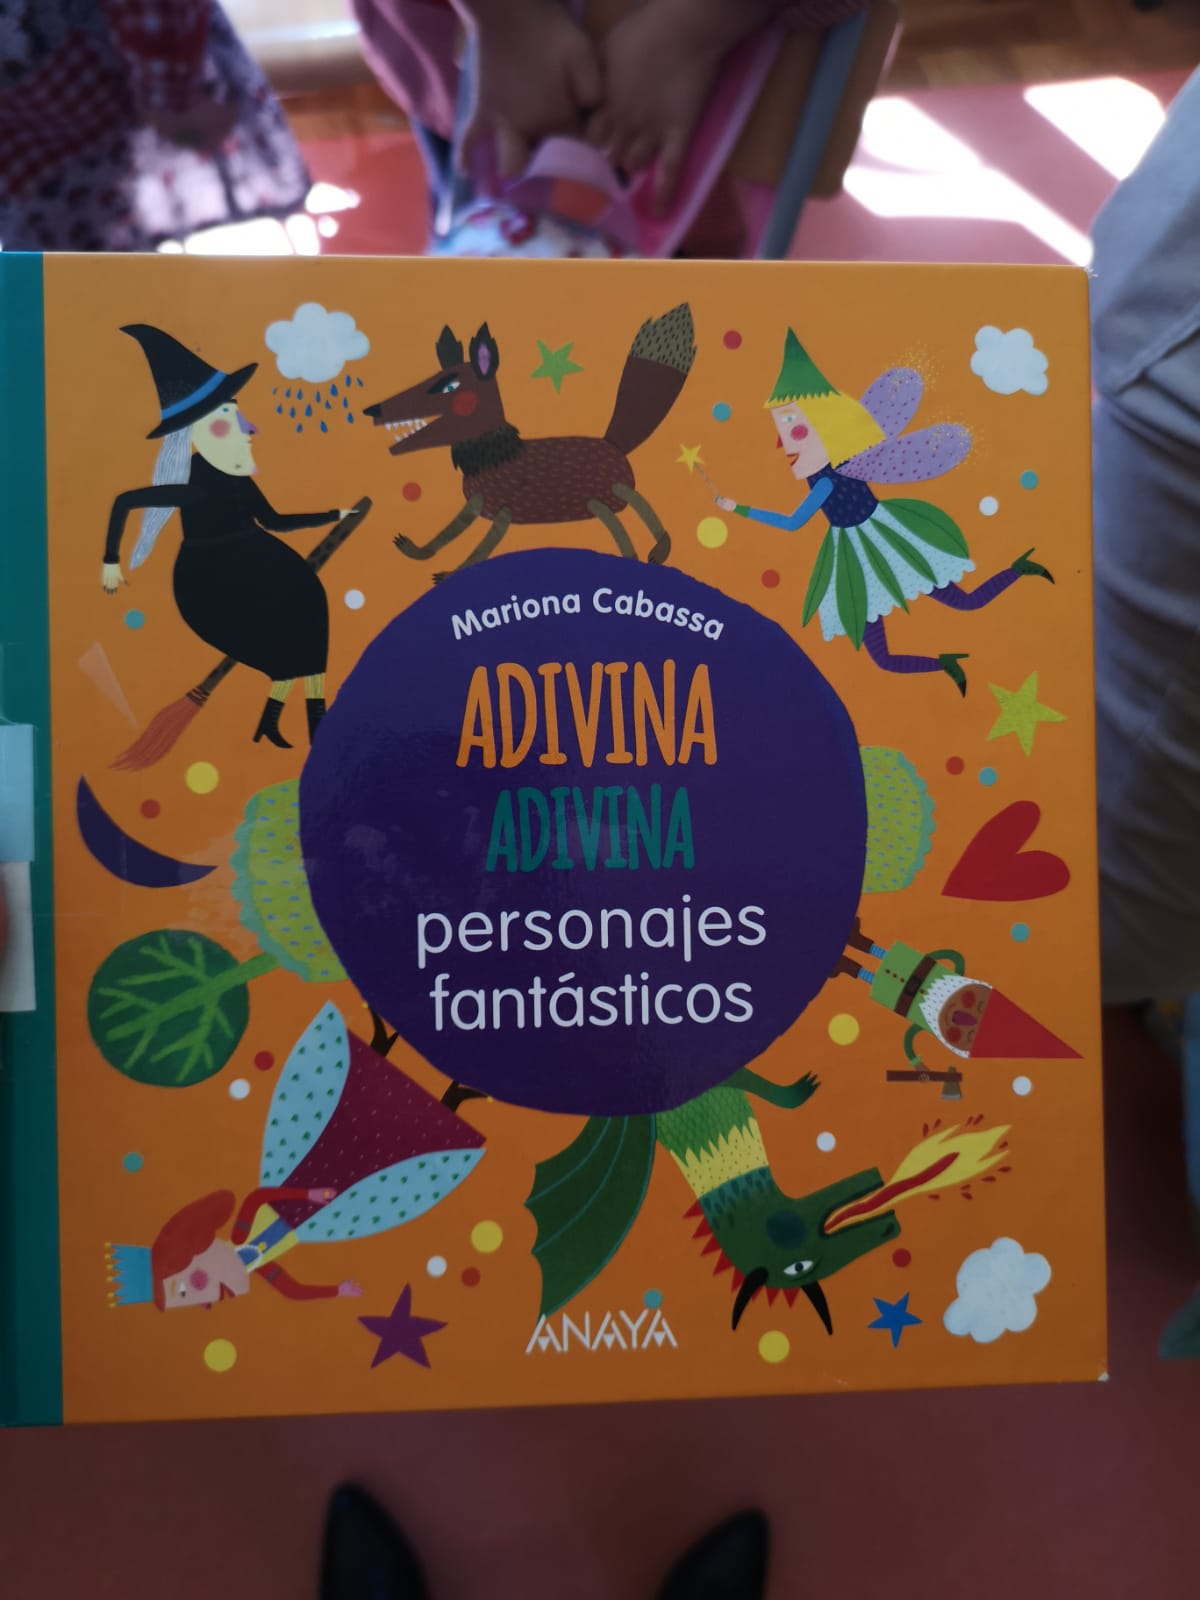 Mariona Cabassa
ADIVINA
ADIVINA
personajes
fantásticos
ANAYA